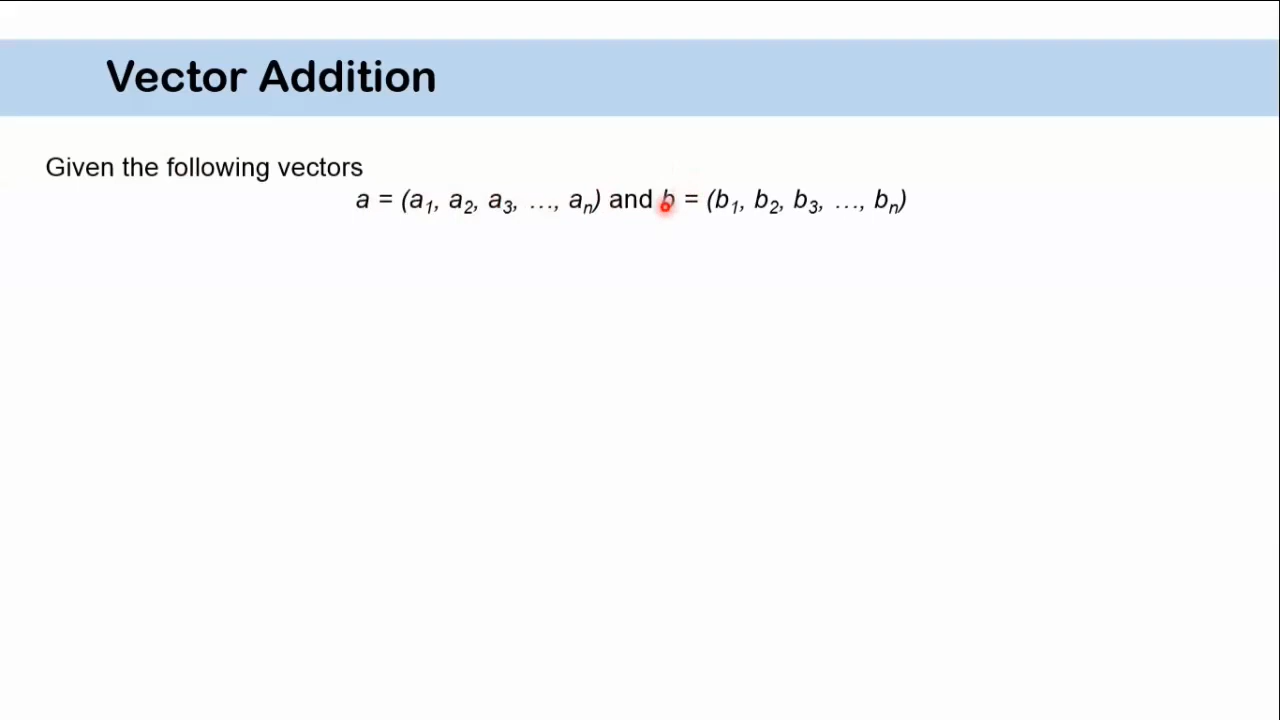 Vector Addition
Given the following vectors
a = (a₁, a₂, a₃, …, aₙ) and b = (b₁, b₂, b₃, …, bₙ)